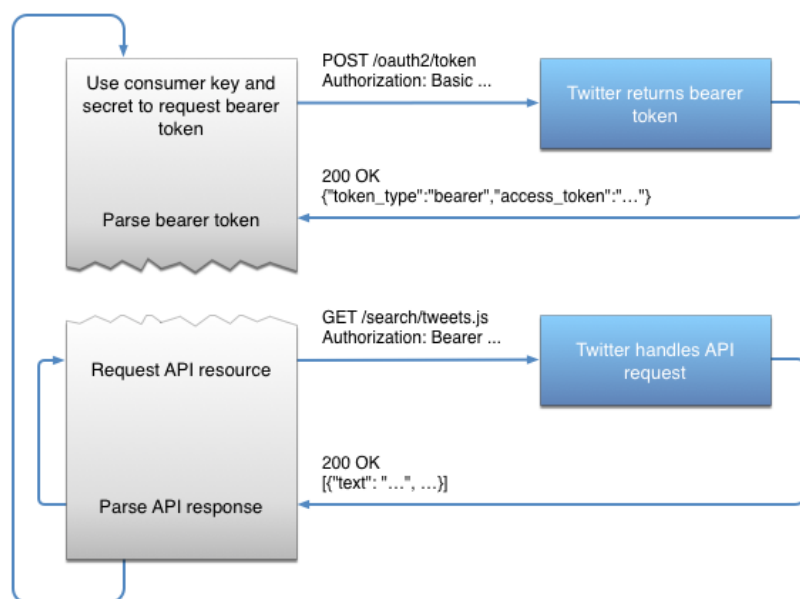 Use consumer key and
secret to request bearer
token
POST /oauth2/token
Authorization: Basic ...
Twitter returns bearer
token
200 OK
{"token_type":"bearer","access_token":"..."}
Parse bearer token
GET /search/tweets.js
Authorization: Bearer ...
Request API resource
Twitter handles API
request
200 OK
[{"text": "...", ...}]
Parse API response